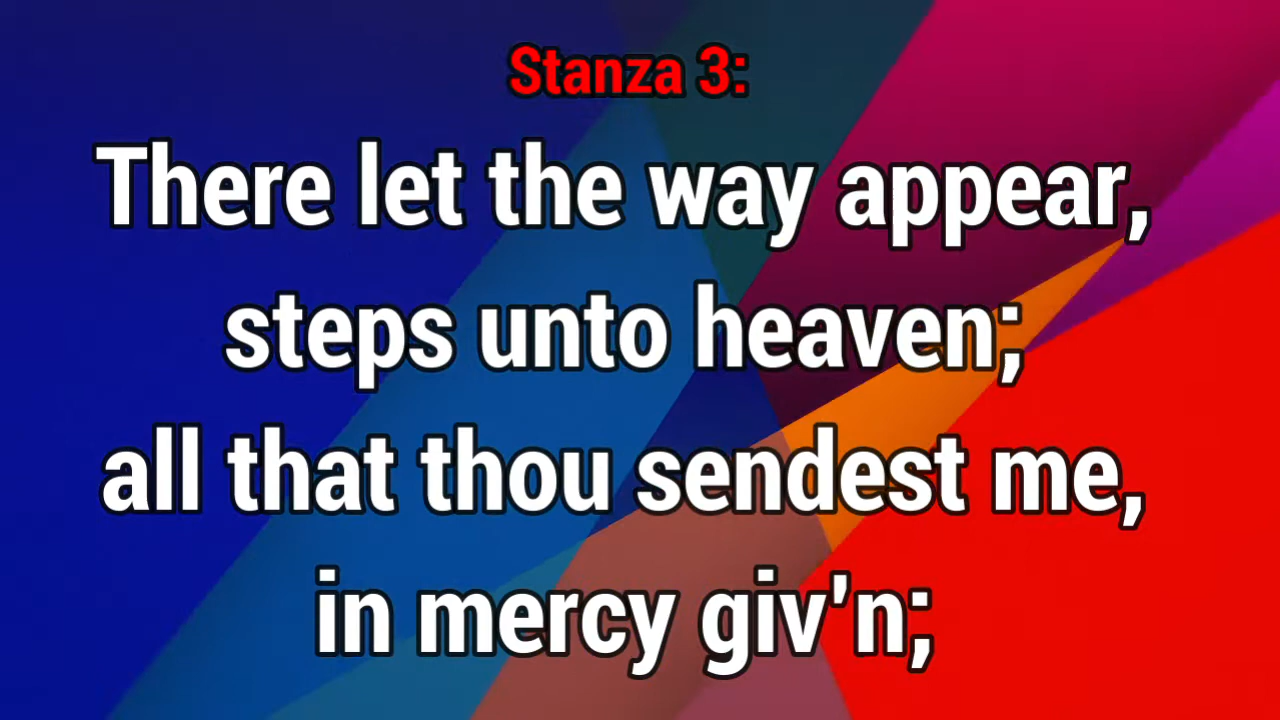 Stanza 3:
There let the way appear,
steps unto heaven;
all that thou sendest me,
in mercy giv'n;